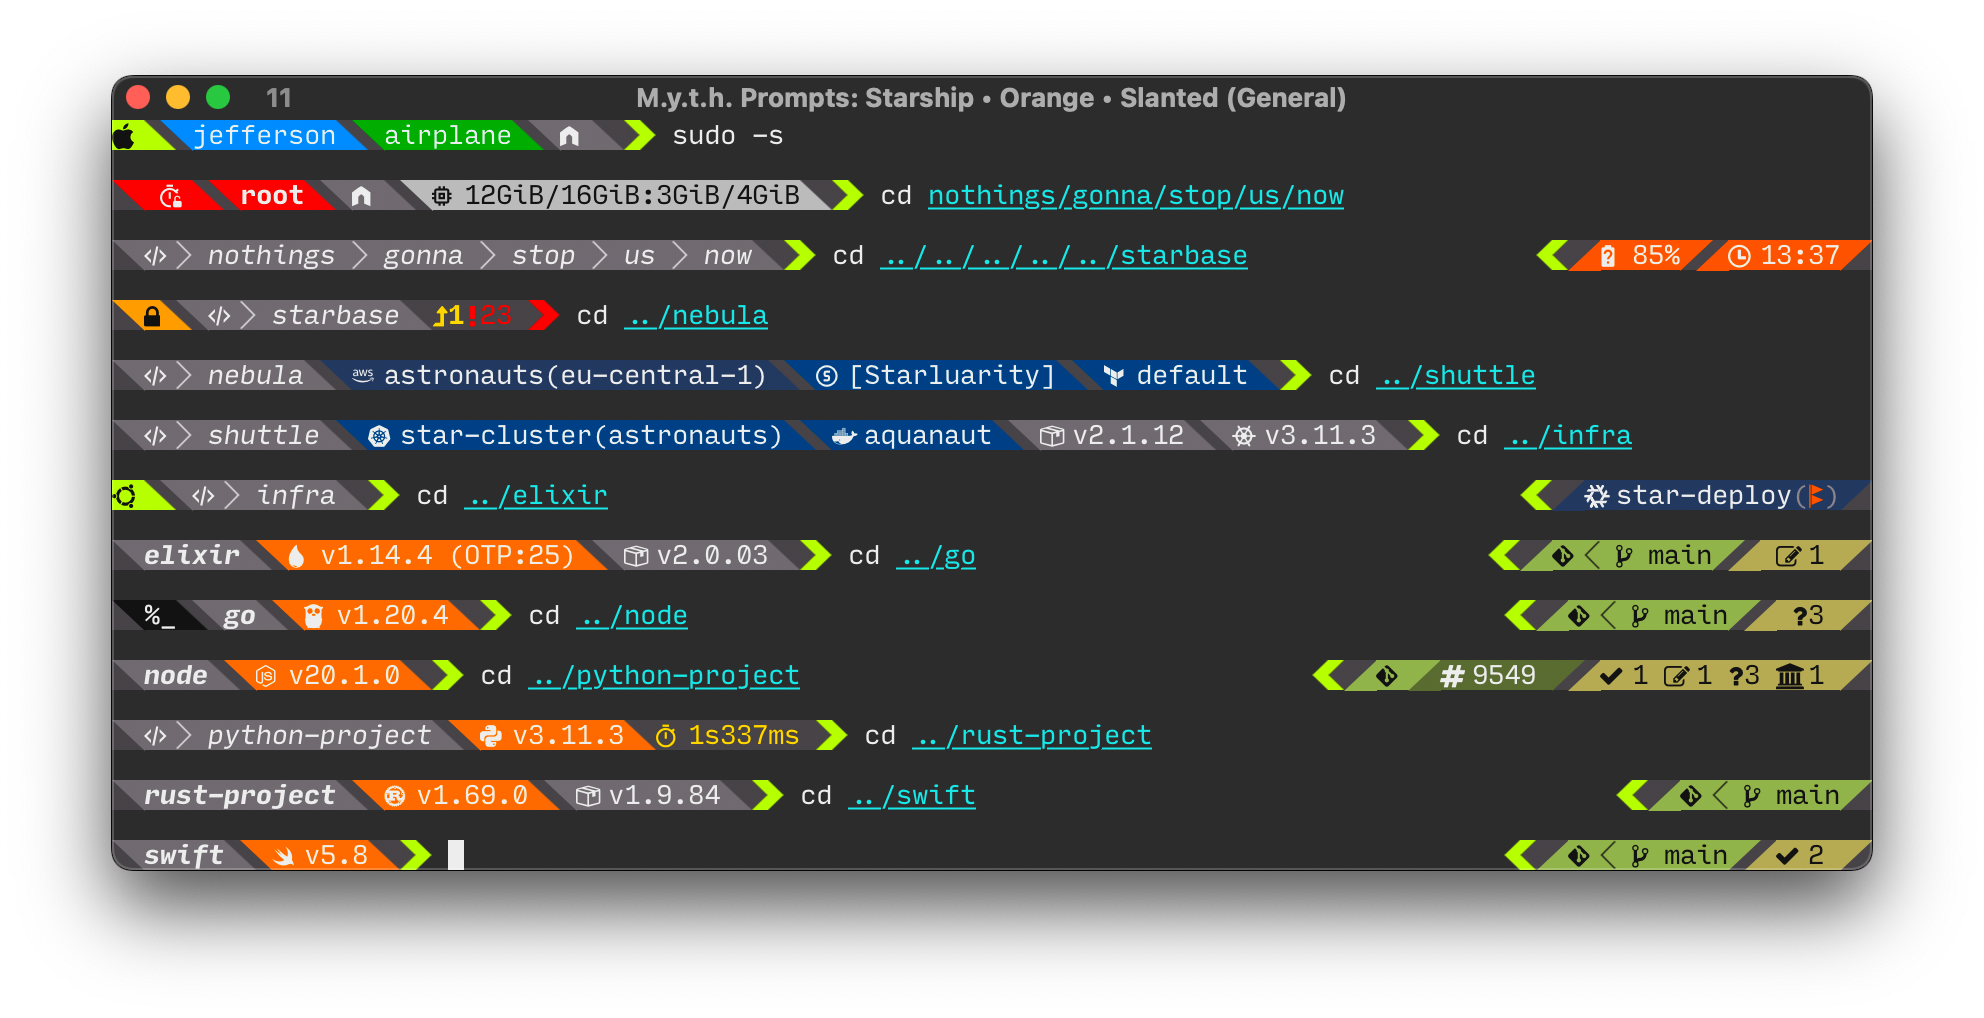 11 M.y.t.h. Prompts: Starship • Orange • Slanted (General)
jefferson airplane sudo -s
root 12GiB/16GiB:3GiB/4GiB cd nothings/gonna/stop/us/now
</> nothings gonna stop us now cd ../../../../../starbase 85% 13:37
</> starbase 1!23 cd ../nebula
</> nebula aws astronauts(eu-central-1) S [Starluarity] default cd ../shuttle
</> shuttle star-cluster(astronauts) aquanaut v2.1.12 v3.11.3 cd ../infra
</> infra cd ../elixir star-deploy()
elixir v1.14.4 (OTP:25) v2.0.03 cd ../go main 1
%_ go v1.20.4 cd ../node main ?3
node JS v20.1.0 cd ../python-project #9549 1 1 ?3 1
</> python-project v3.11.3 1s337ms cd ../rust-project
rust-project R v1.69.0 v1.9.84 cd ../swift main
swift v5.8 main 2